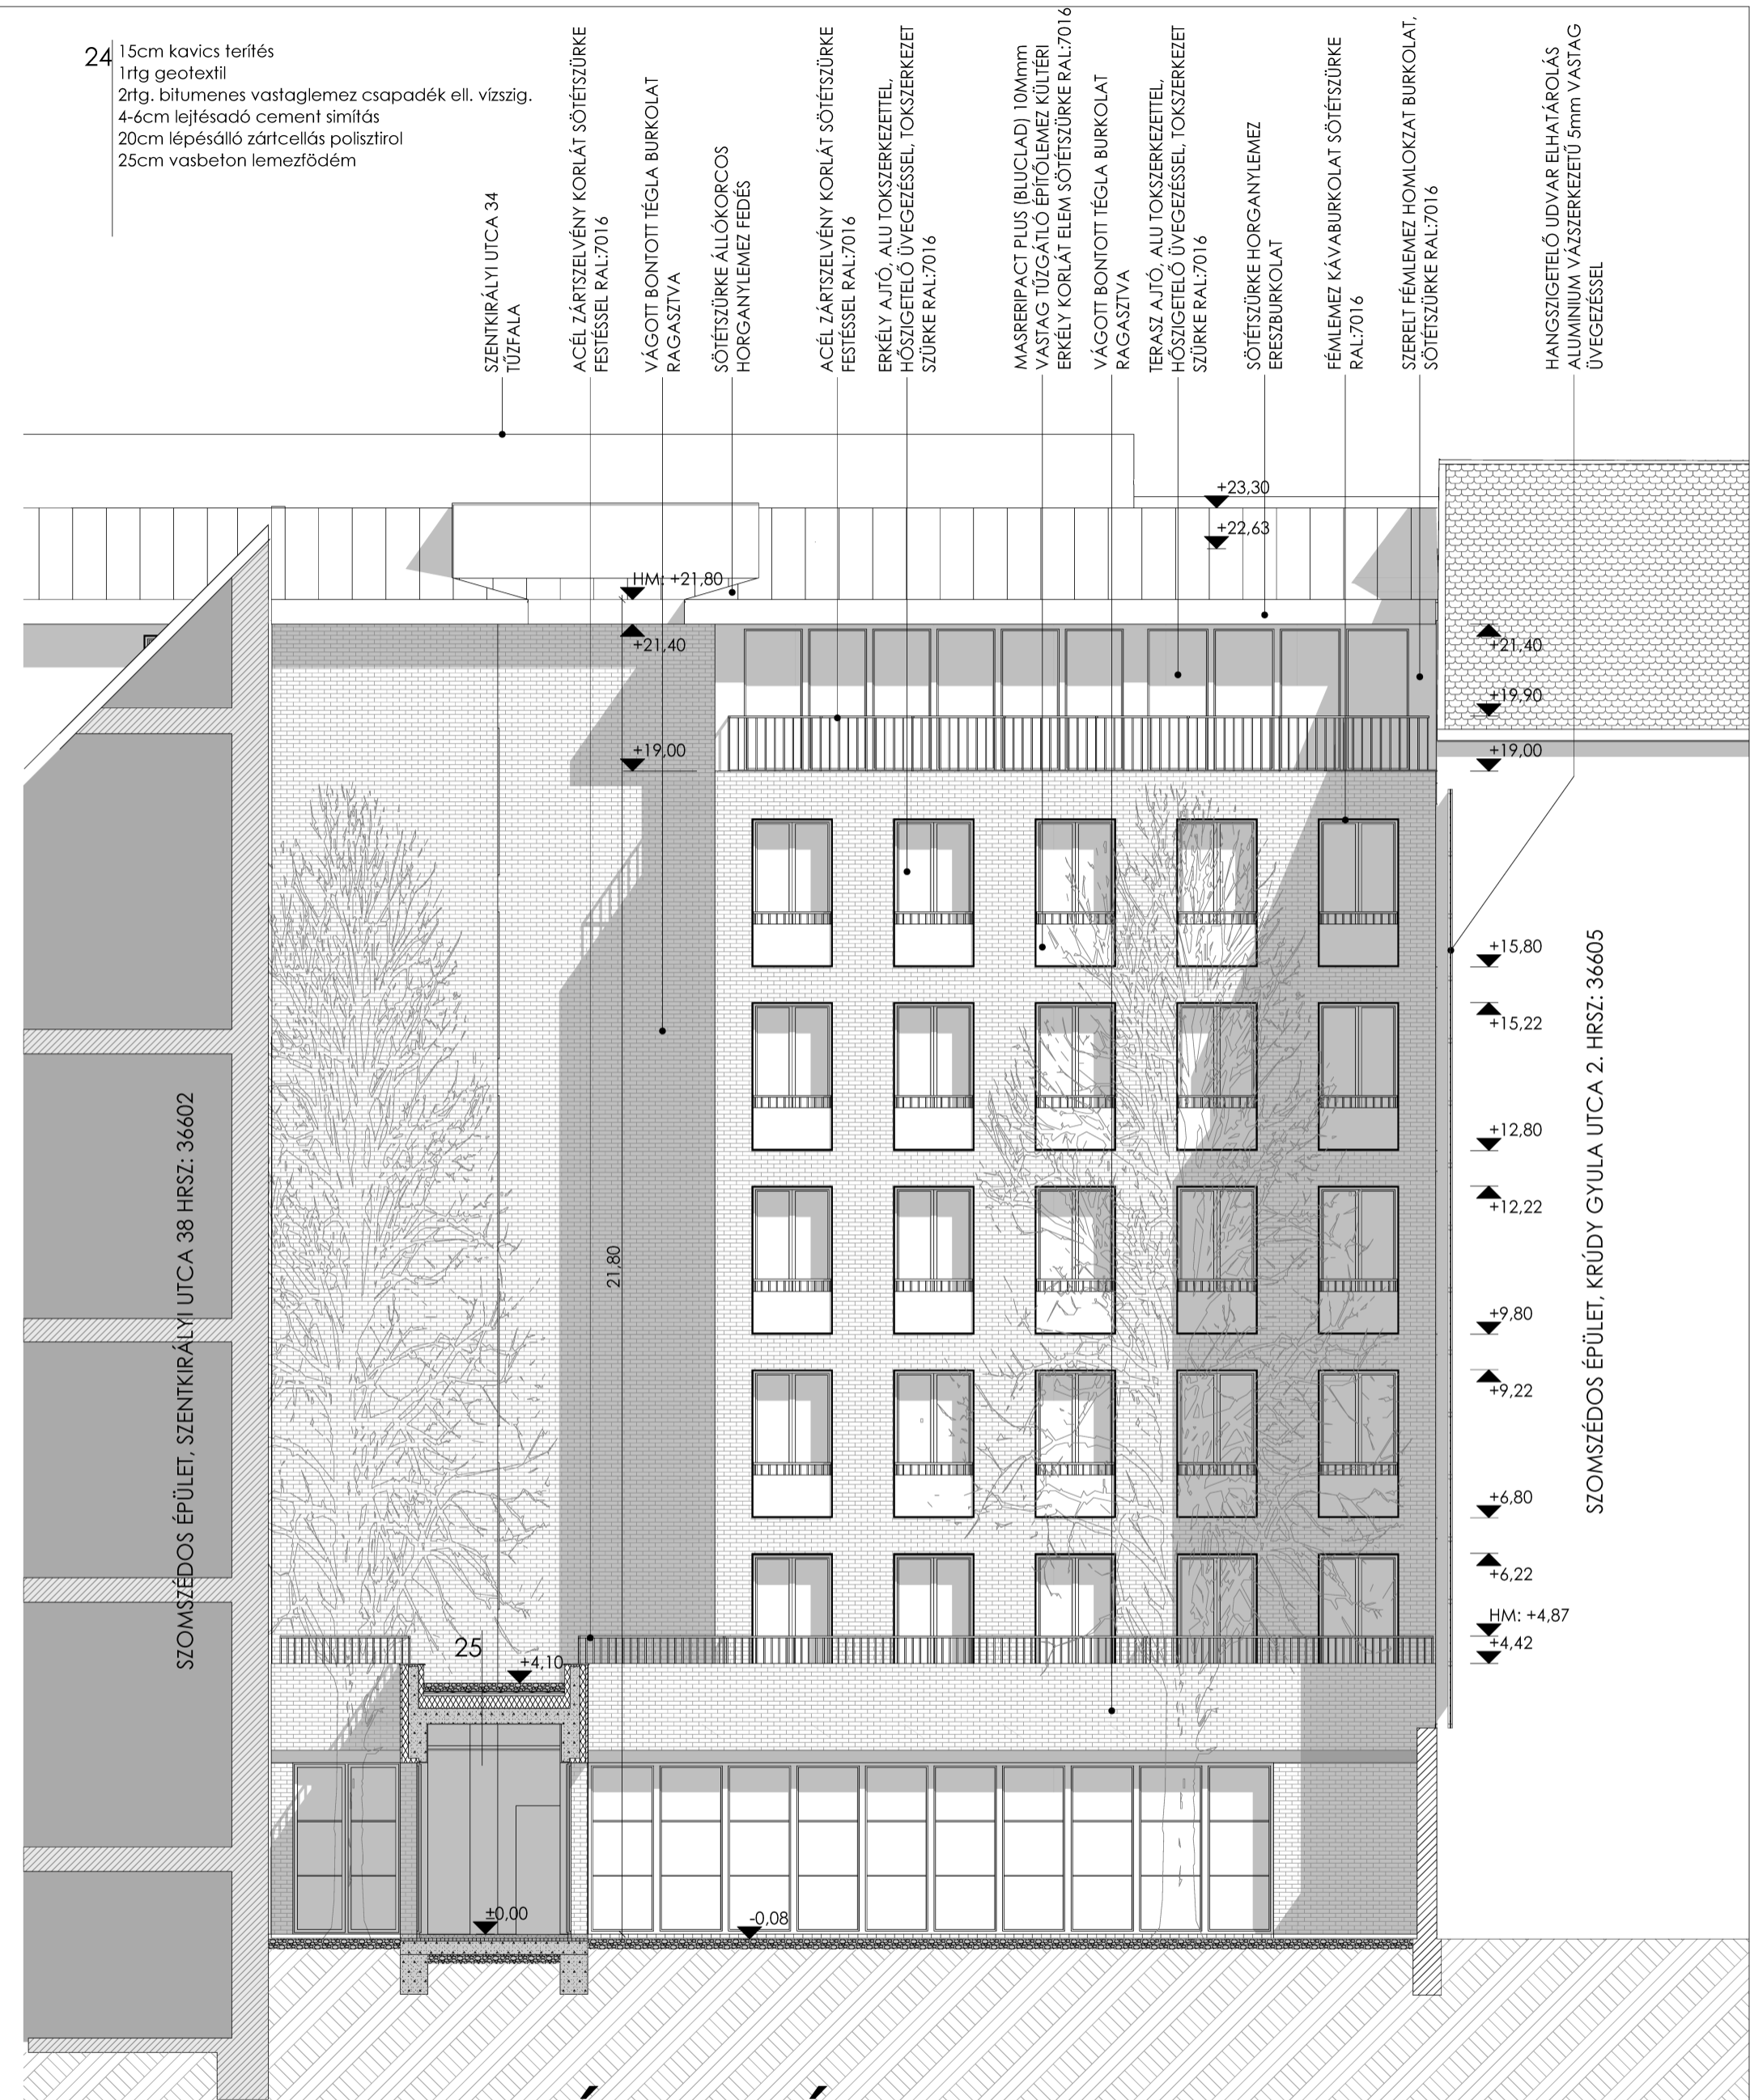 24
15cm kavics terítés
1rtg geotextil
2rtg. bitumenes vastaglemez csapadék ell. vízszig.
4-6cm lejtésadó cement simítás
20cm lépésálló zártcellás polisztirol
25cm vasbeton lemezfödém
SZENTKIRÁLYI UTCA 34
TŰZFALA
ACÉL ZÁRTSZELVÉNY KORLÁT SÖTÉTSZÜRKE
FESTÉSSEL RAL:7016
VÁGOTT BONTOTT TÉGLA BURKOLAT
RAGASZTVA
SÖTÉTSZÜRKE ÁLLÓKORCOS
HORGANYLEMEZ FEDÉS
ACÉL ZÁRTSZELVÉNY KORLÁT SÖTÉTSZÜRKE
FESTÉSSEL RAL:7016
ERKÉLY AJTÓ, ALU TOKSZERKEZETTEL,
HŐSZIGETELŐ ÜVEGEZÉSSEL, TOKSZERKEZET
SZÜRKE RAL:7016
MASRERIPACT PLUS (BLUCLAD) 10Mmm
VASTAG TŰZGÁTLÓ ÉPÍTŐLEMEZ KÜLTÉRI
ERKÉLY KORLÁT ELEM SÖTÉTSZÜRKE RAL:7016
VÁGOTT BONTOTT TÉGLA BURKOLAT
RAGASZTVA
TERASZ AJTÓ, ALU TOKSZERKEZETTEL,
HŐSZIGETELŐ ÜVEGEZÉSSEL, TOKSZERKEZET
SZÜRKE RAL:7016
SÖTÉTSZÜRKE HORGANYLEMEZ
ERESZBURKOLAT
FÉMLEMEZ KÁVABURKOLAT SÖTÉTSZÜRKE
RAL:7016
SZERELT FÉMLEMEZ HOMLOKZAT BURKOLAT,
SÖTÉTSZÜRKE RAL:7016
HANGSZIGETELŐ UDVAR ELHATÁROLÁS
ALUMINIUM VÁZSZERKEZETŰ 5mm VASTAG
ÜVEGEZÉSSEL
+23,30
+22,63
HM: +21,80
+21,40
+19,00
+21,40
+19,90
+19,00
+15,80
+15,22
+12,80
+12,22
+9,80
+9,22
+6,80
+6,22
HM: +4,87
+4,42
21,80
SZOMSZÉDOS ÉPÜLET, SZENTKIRÁLYI UTCA 38 HRSZ: 36602
SZOMSZÉDOS ÉPÜLET, KRÚDY GYULA UTCA 2. HRSZ: 36605
25
+4,10
±0,00
-0,08